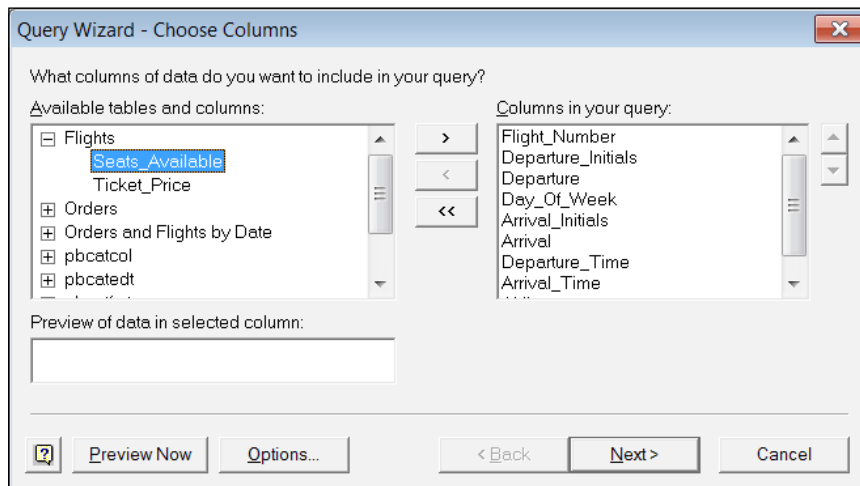 Query Wizard - Choose Columns
What columns of data do you want to include in your query?
Available tables and columns:
Flights
Seats_Available
Ticket_Price
Orders
Orders and Flights by Date
pbcatcol
pbcatedt
>
<
<<
Columns in your query:
Flight_Number
Departure_Initials
Departure
Day_Of_Week
Arrival_Initials
Arrival
Departure_Time
Arrival_Time
Preview of data in selected column:
?
Preview Now
Options...
< Back
Next >
Cancel